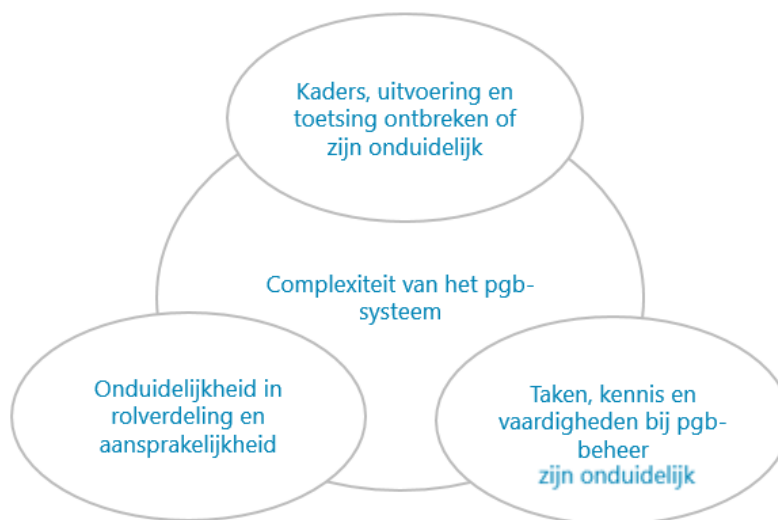 Kaders, uitvoering en
toetsing ontbreken of
zijn onduidelijk
Complexiteit van het pgb-
systeem
Onduidelijkheid in
rolverdeling en
aansprakelijkheid
Taken, kennis en
vaardigheden bij pgb-
beheer
zijn onduidelijk